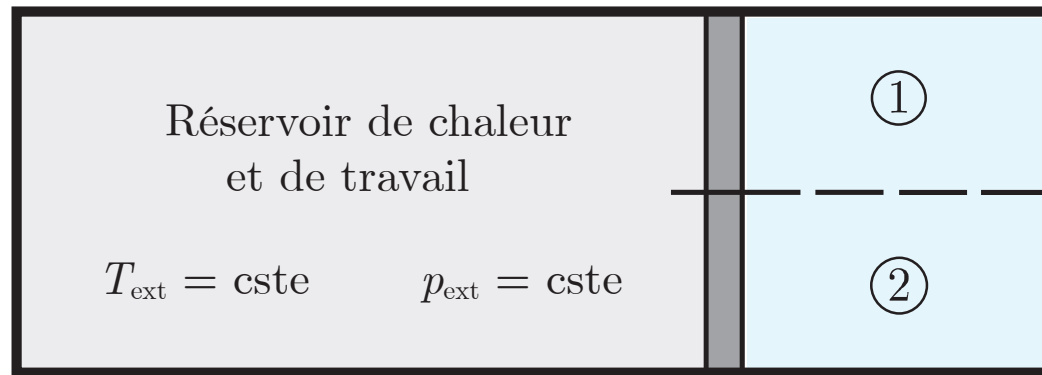 Réservoir de chaleur
et de travail
T_ext = cste p_ext = cste
①
②